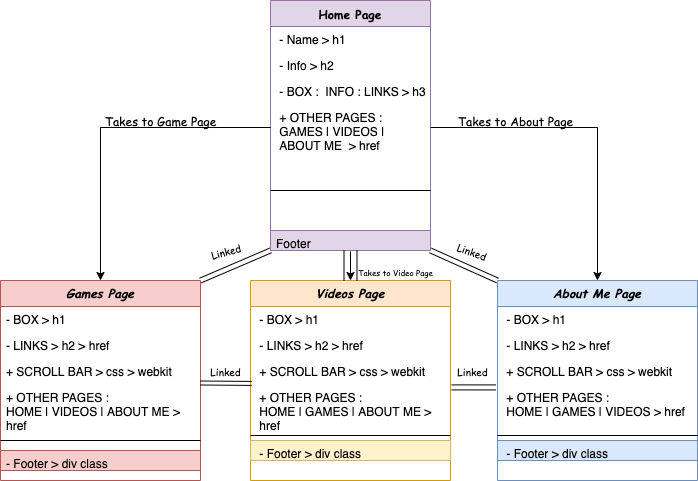 Home Page
- Name > h1
- Info > h2
- BOX : INFO : LINKS > h3
+ OTHER PAGES :
GAMES | VIDEOS |
ABOUT ME > href
Footer
Takes to Game Page
Takes to About Page
Linked
Takes to Video Page
Linked
Games Page
- BOX > h1
- LINKS > h2 > href
+ SCROLL BAR > css > webkit
+ OTHER PAGES :
HOME | VIDEOS | ABOUT ME >
href
- Footer > div class
Linked
Videos Page
- BOX > h1
- LINKS > h2 > href
+ SCROLL BAR > css > webkit
+ OTHER PAGES :
HOME | GAMES | ABOUT ME >
href
- Footer > div class
Linked
About Me Page
- BOX > h1
- LINKS > h2 > href
+ SCROLL BAR > css > webkit
+ OTHER PAGES :
HOME | GAMES | VIDEOS > href
- Footer > div class